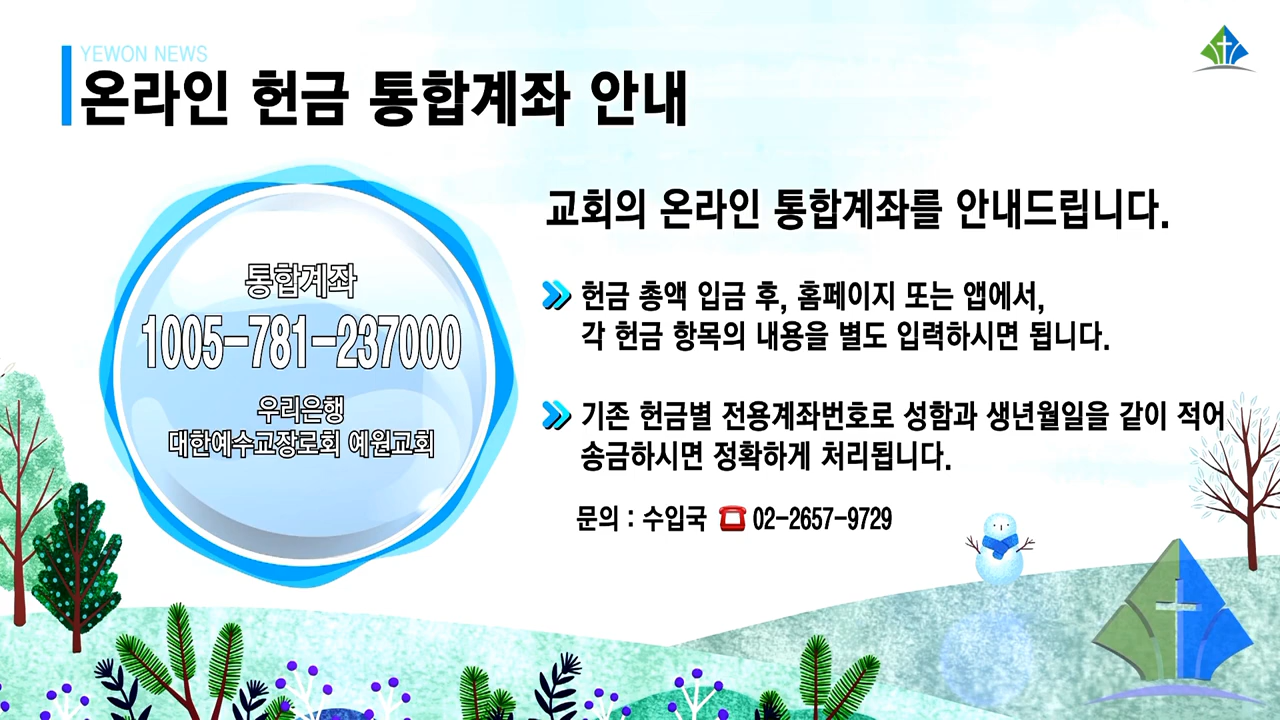 YEWON NEWS
온라인 헌금 통합계좌 안내
통합계좌
1005-781-237000
우리은행
대한예수교장로회 예원교회
교회의 온라인 통합계좌를 안내드립니다.
헌금 총액 입금 후, 홈페이지 또는 앱에서,
각 헌금 항목의 내용을 별도 입력하시면 됩니다.
기존 헌금별 전용계좌번호로 성함과 생년월일을 같이 적어
송금하시면 정확하게 처리됩니다.
문의 : 수입국 ☎ 02-2657-9729